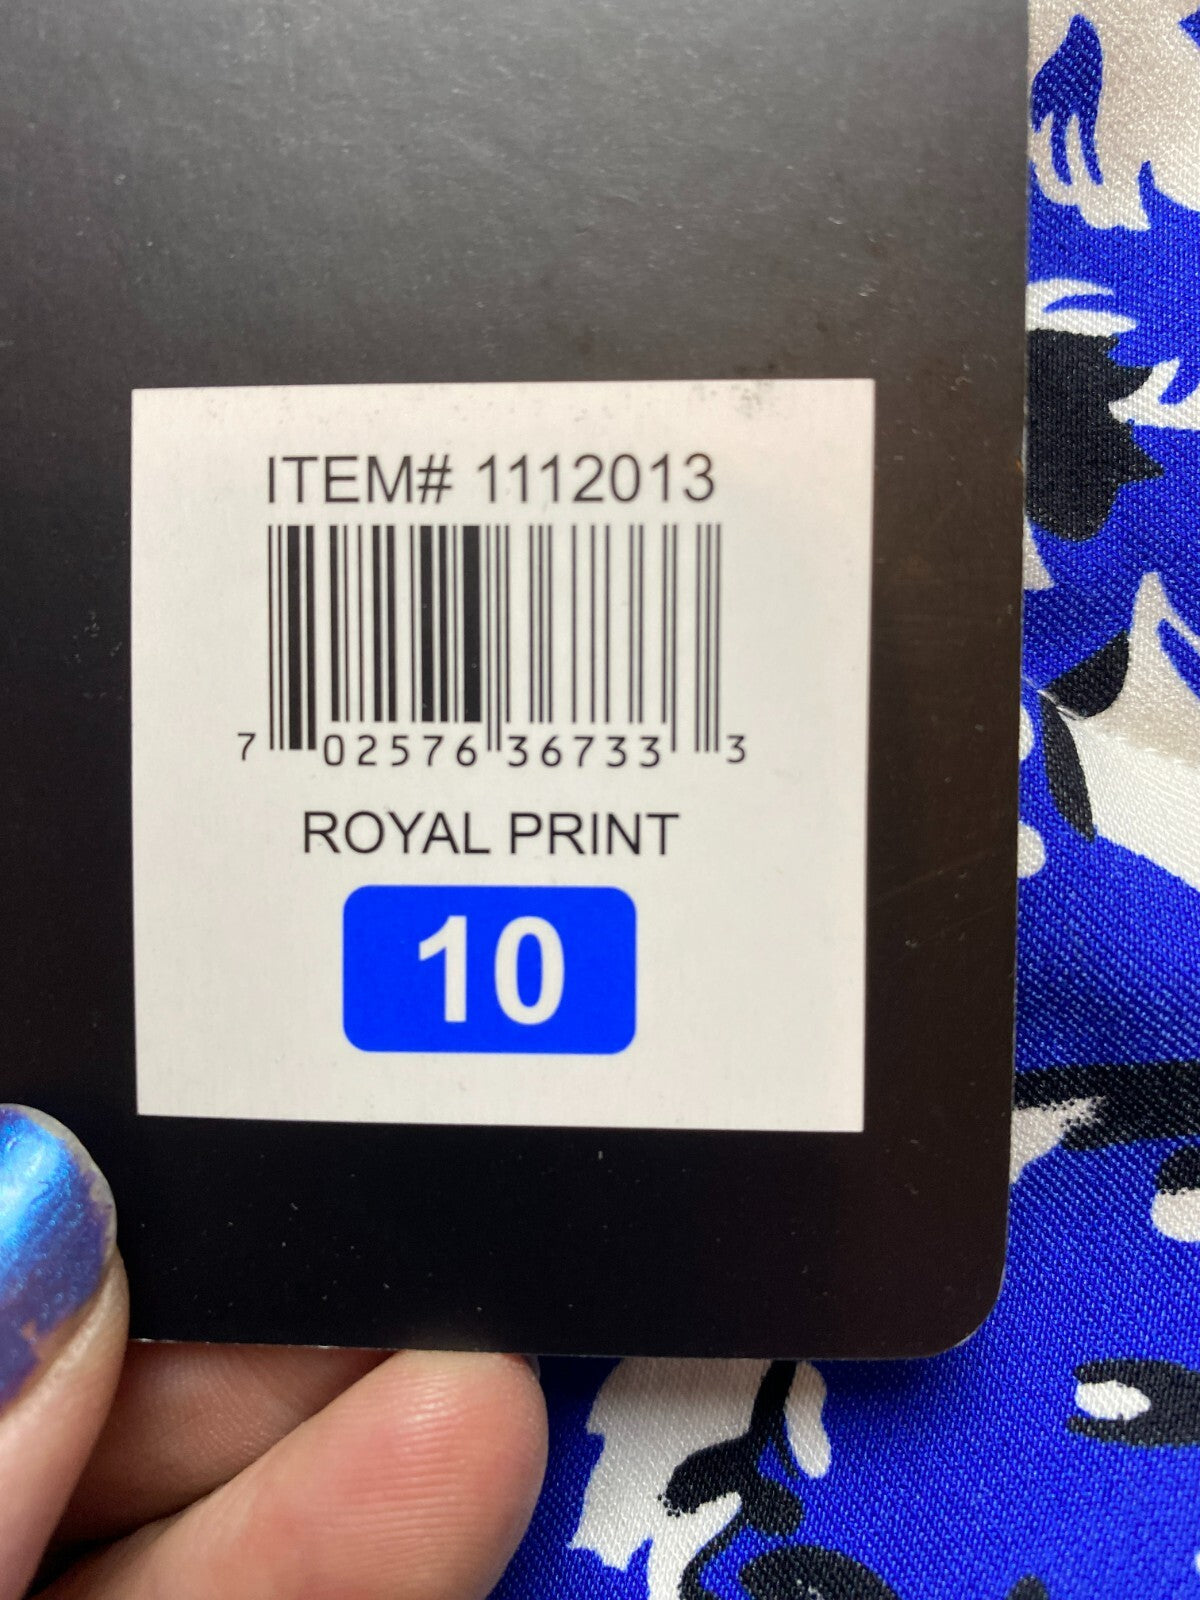 ITEM# 1112013
7 02576 36733 3
ROYAL PRINT
10